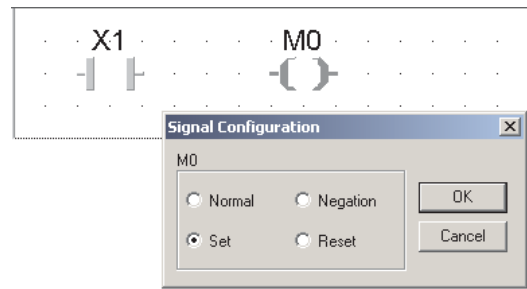 X1 M0
Signal Configuration
M0
Normal Negation OK
Set Reset Cancel